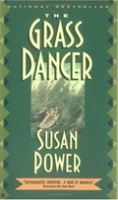 NATIONAL BESTSELLER
THE
GRASS
DANCER
SUSAN
POWER